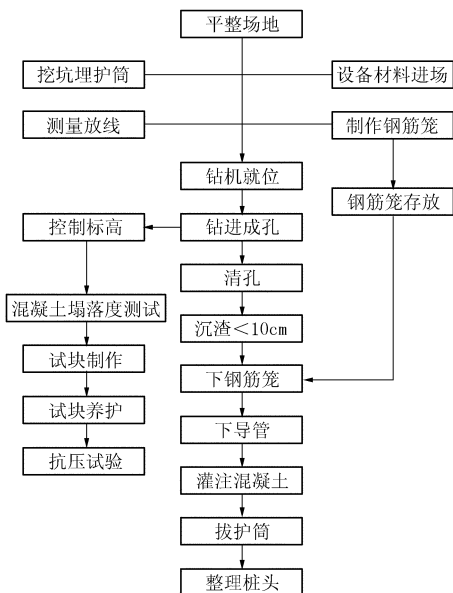 平整场地
挖坑埋护筒
设备材料进场
测量放线
制作钢筋笼
钻机就位
钢筋笼存放
控制标高
钻进成孔
清孔
混凝土塌落度测试
沉渣<10cm
试块制作
下钢筋笼
试块养护
下导管
抗压试验
灌注混凝土
拔护筒
整理桩头